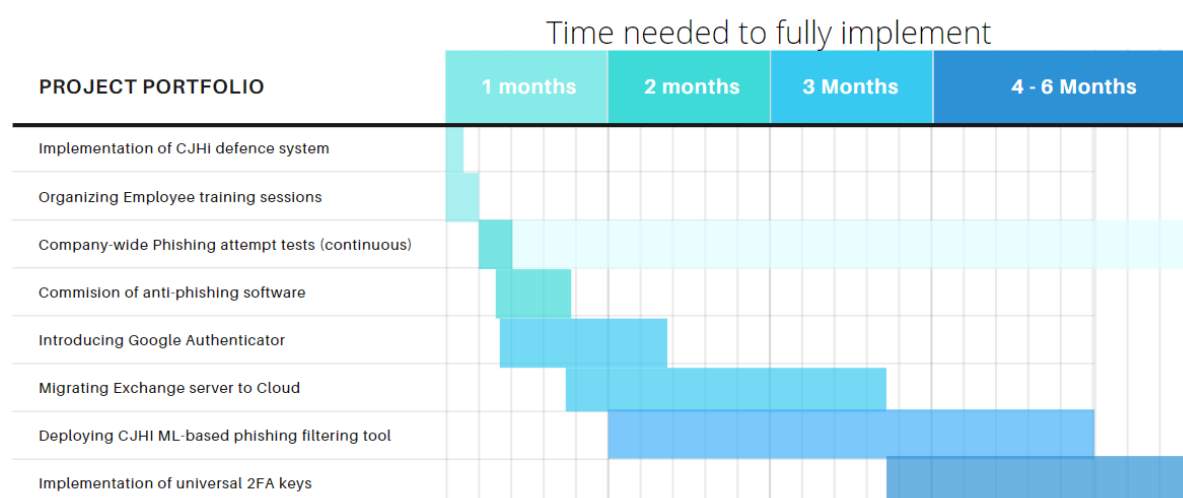 Time needed to fully implement
PROJECT PORTFOLIO 1 months 2 months 3 Months 4 - 6 Months
Implementation of CJHi defence system
Organizing Employee training sessions
Company-wide Phishing attempt tests (continuous)
Commision of anti-phishing software
Introducing Google Authenticator
Migrating Exchange server to Cloud
Deploying CJHI ML-based phishing filtering tool
Implementation of universal 2FA keys